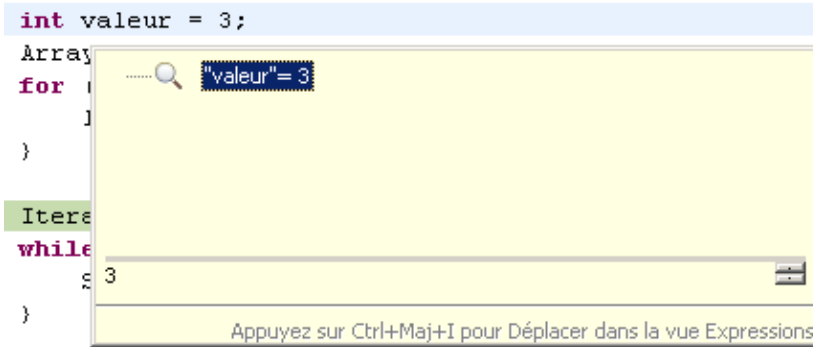 int valeur = 3;
Array
for
"valeur"= 3
}
Itera
while
S
3
}
Appuyez sur Ctrl+Maj+I pour Déplacer dans la vue Expressions